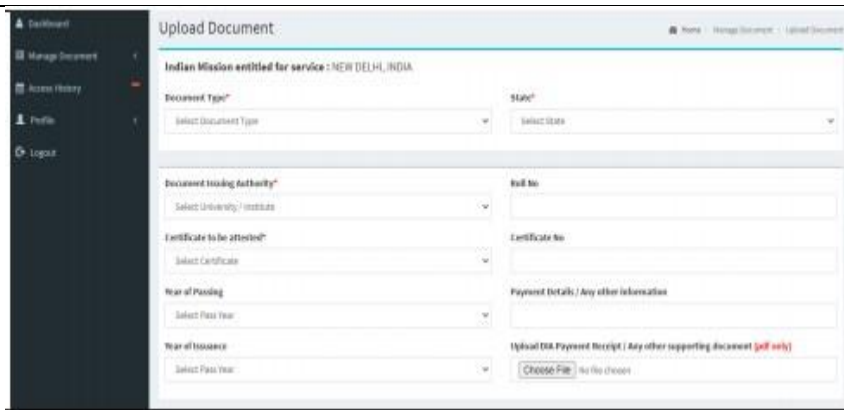 Dashboard
Manage Document
Access History
Profile
Logout
Upload Document
Home
Manage Document
Upload Document
Indian Mission entitled for service : NEW DELHI, INDIA
Document Type*
State*
Select Document Type
Select State
Document Issuing Authority*
Roll No
Select University / Institute
Certificate to be attested*
Certificate No
Select Certificate
Year of Passing
Payment Details / Any other information
Select Pass Year
Year of Issuance
Upload DIA Payment Receipt / Any other supporting document (pdf only)
Select Pass Year
Choose File No file chosen